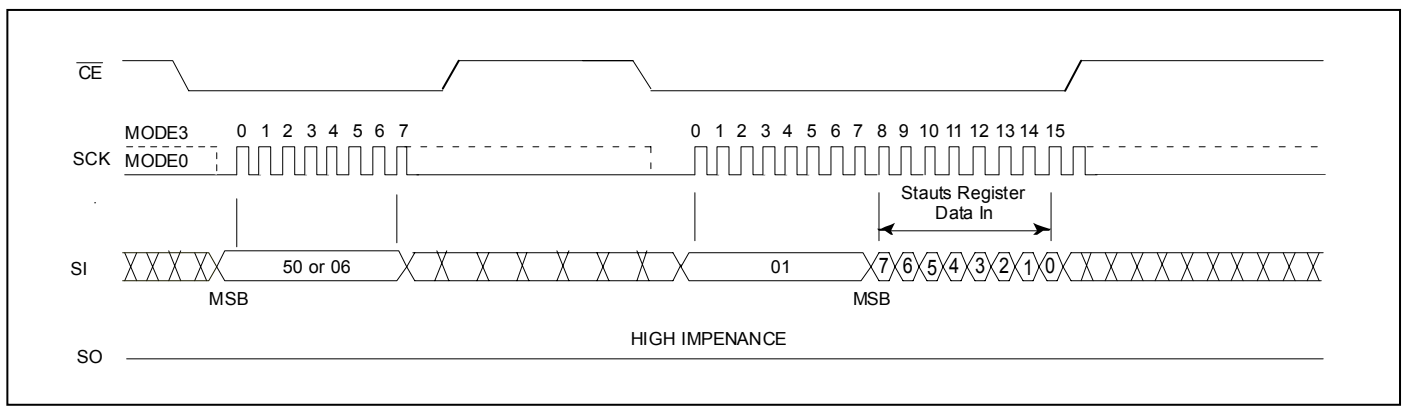 CE
MODE3 0 1 2 3 4 5 6 7 0 1 2 3 4 5 6 7 8 9 10 11 12 13 14 15
SCK MODE0
Stauts Register
Data In
SI 50 or 06 01 7 6 5 4 3 2 1 0
MSB MSB
HIGH IMPENANCE
SO